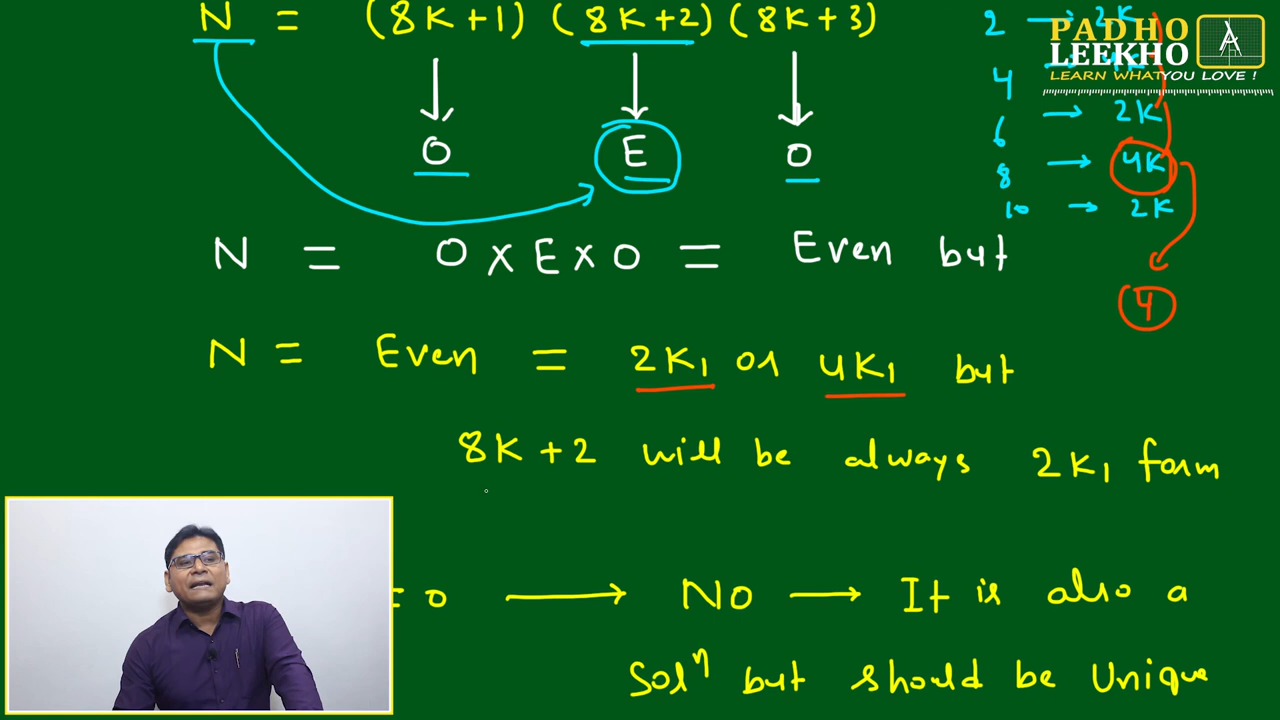 N = (8K+1) (8K+2) (8K+3)
O E O
N = O x E x O = Even but
N = Even = 2K1 or 4K1 but
8K+2 will be always 2K1 form
= 0 → NO → It is also a
Solⁿ but should be Unique
2 → 2K
4 → 4K
6 → 2K
8 → 4K
10 → 2K
4
PADHO
LEEKHO
LEARN WHAT YOU LOVE !